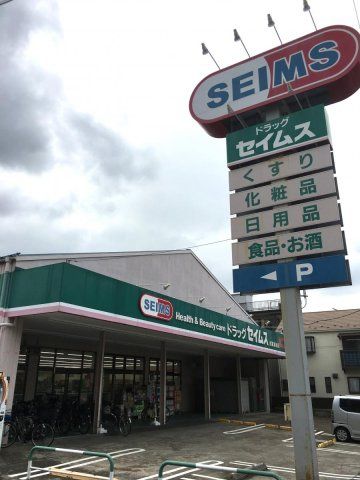 SEIMS
ドラッグ
セイムス
くすり
化粧品
日用品
食品・お酒
P
SEIMS
Health & Beauty care ドラッグ セイムス